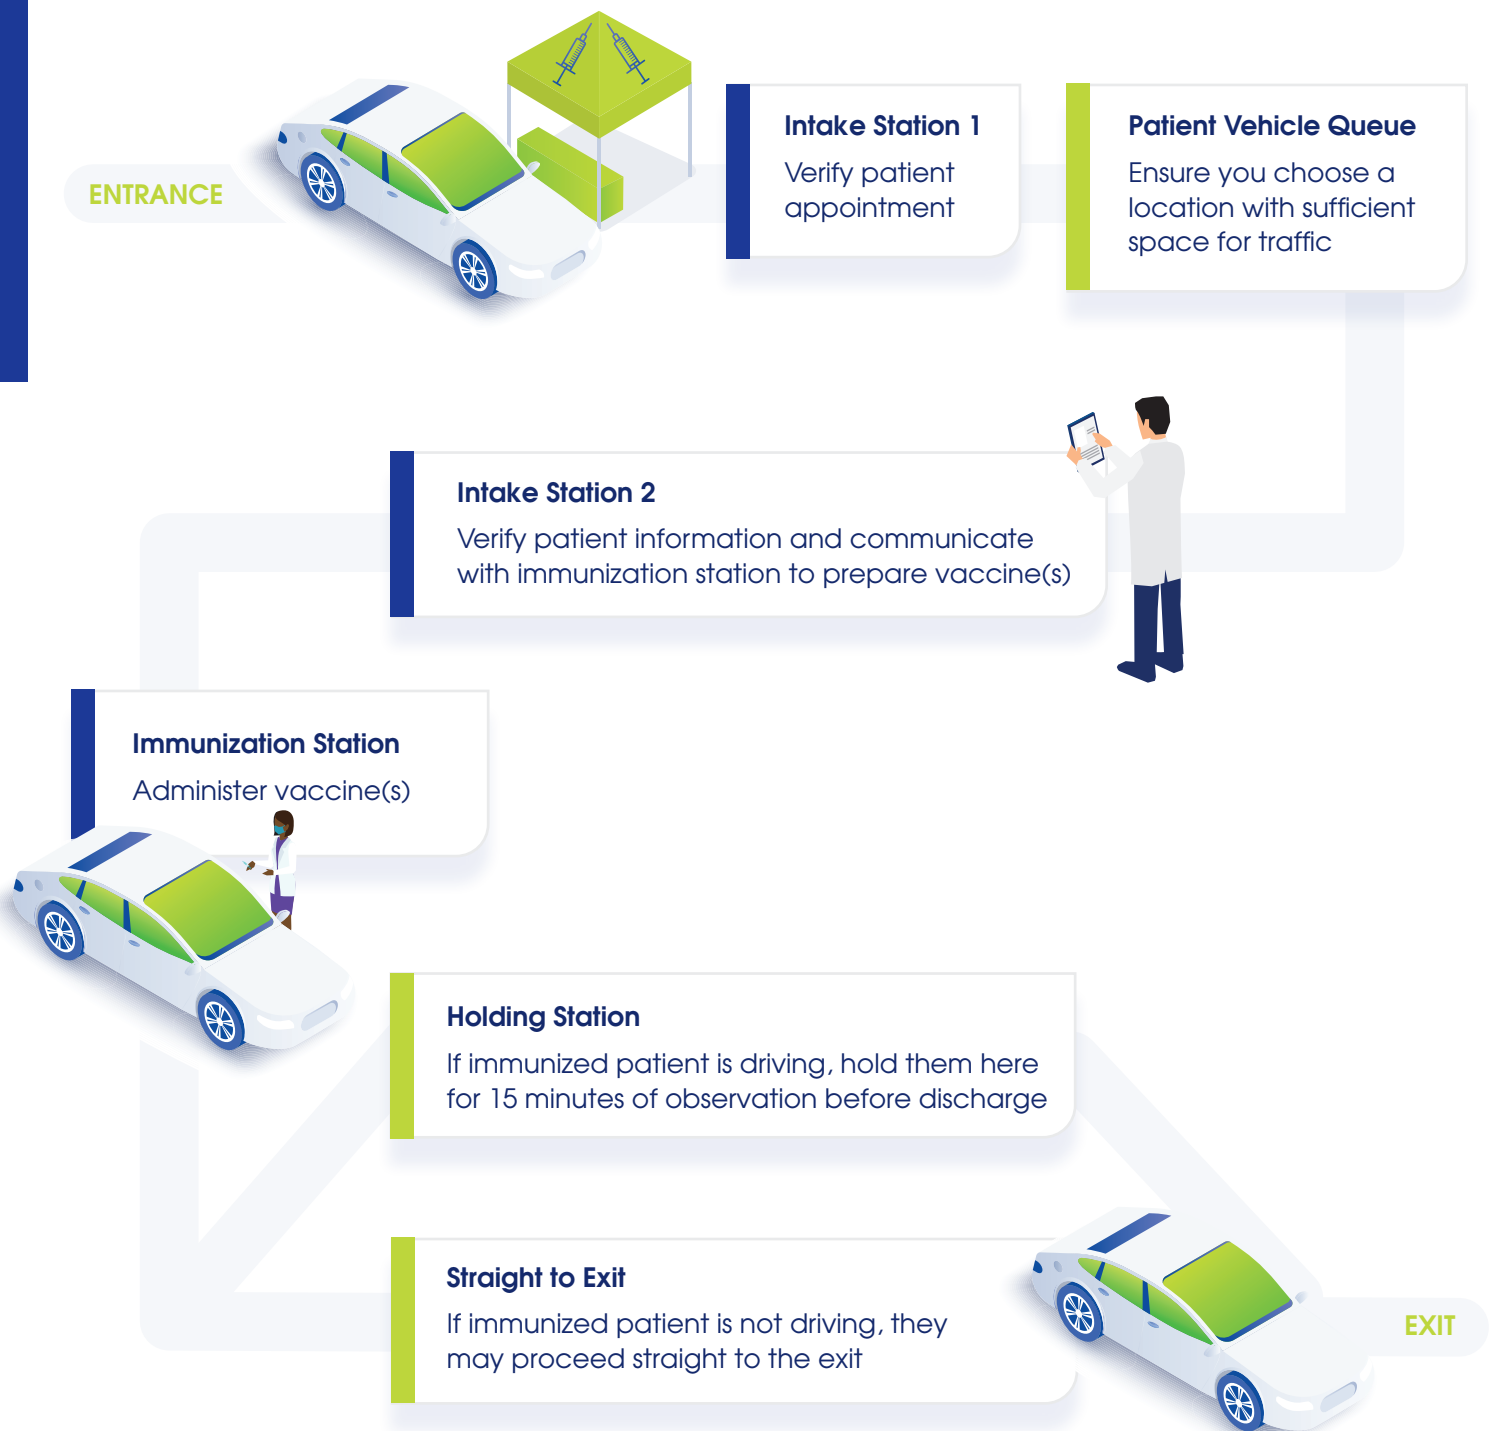 ENTRANCE
Intake Station 1
Verify patient
appointment
Patient Vehicle Queue
Ensure you choose a
location with sufficient
space for traffic
Intake Station 2
Verify patient information and communicate
with immunization station to prepare vaccine(s)
Immunization Station
Administer vaccine(s)
Holding Station
If immunized patient is driving, hold them here
for 15 minutes of observation before discharge
Straight to Exit
If immunized patient is not driving, they
may proceed straight to the exit
EXIT